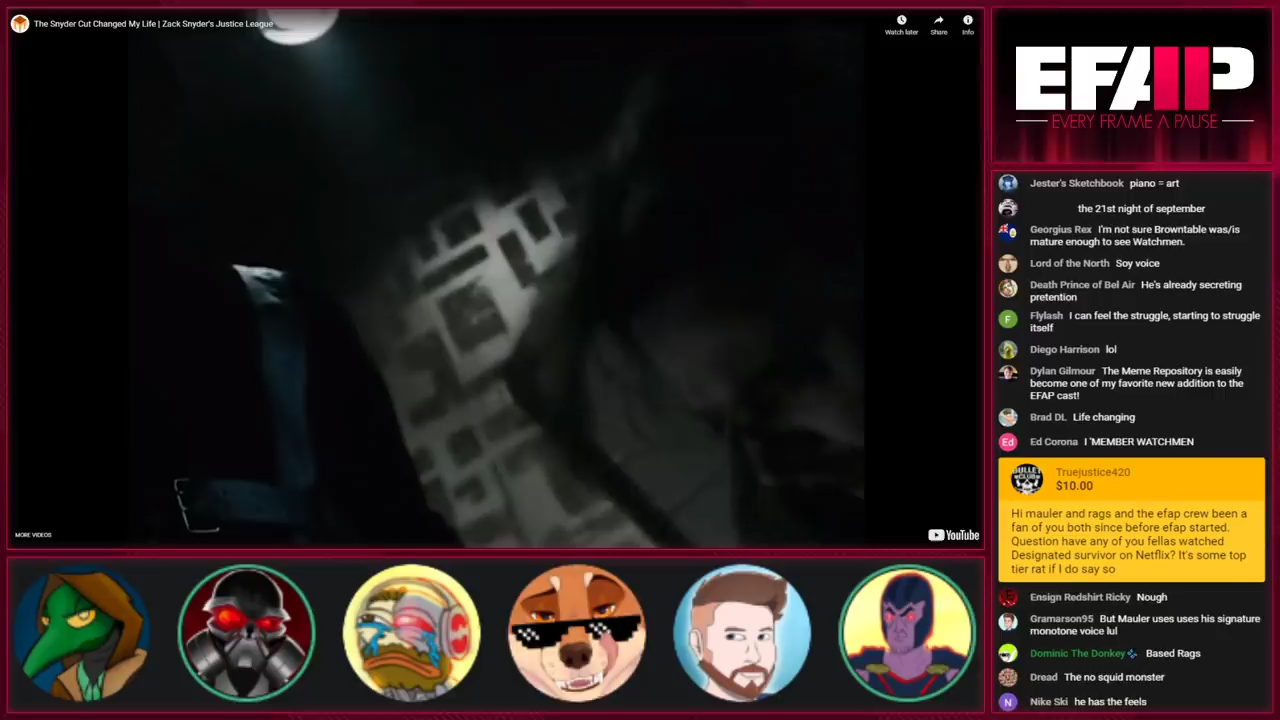 The Snyder Cut Changed My Life | Zack Snyder's Justice League
Watch later
Share
Info
MORE VIDEOS
YouTube
EFAP
EVERY FRAME A PAUSE
Jester's Sketchbook piano = art
the 21st night of september
Georgius Rex I'm not sure Browntable was/is
mature enough to see Watchmen.
Lord of the North Soy voice
Death Prince of Bel Air He's already secreting
pretention
Flylash I can feel the struggle, starting to struggle
itself
Diego Harrison lol
Dylan Gilmour The Meme Repository is easily
become one of my favorite new addition to the
EFAP cast!
Brad DL Life changing
Ed
Ed Corona I 'MEMBER WATCHMEN
BULLET CLUB
Truejustice420
$10.00
Hi mauler and rags and the efap crew been a
fan of you both since before efap started.
Question have any of you fellas watched
Designated survivor on Netflix? It's some top
tier rat if I do say so
Ensign Redshirt Ricky Nough
Gramarson95 But Mauler uses uses his signature
monotone voice lul
Dominic The Donkey Based Rags
Dread The no squid monster
N
Nike Ski he has the feels
F